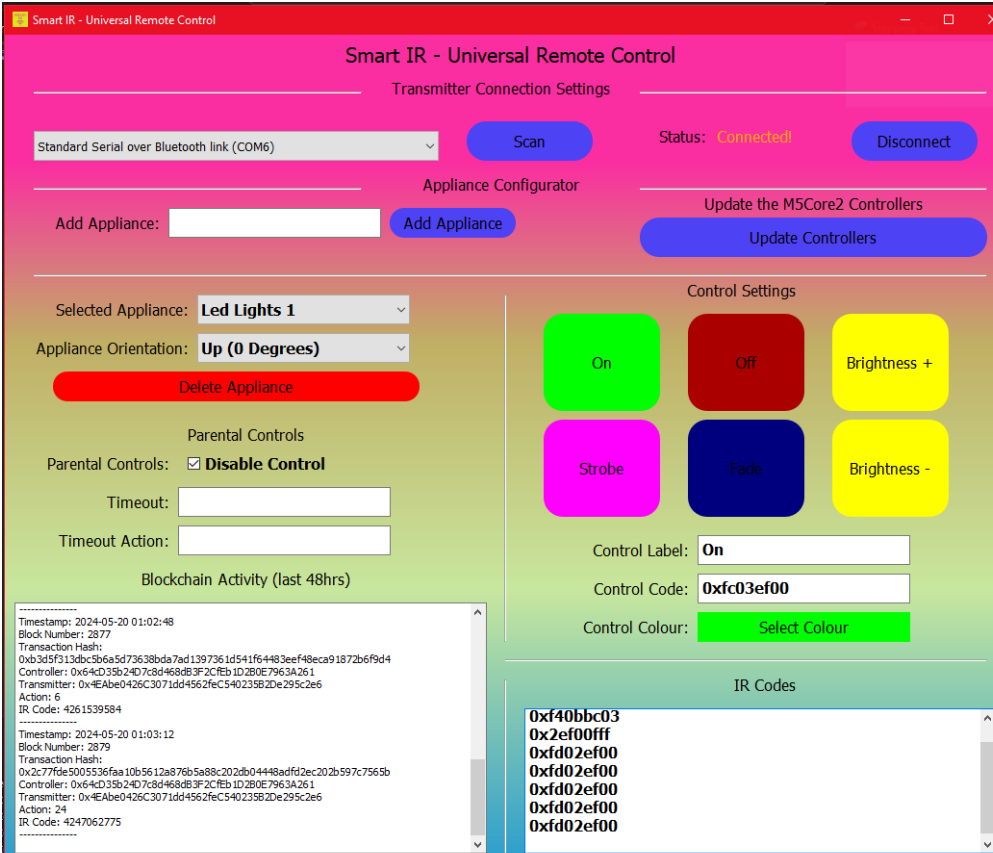 Smart IR - Universal Remote Control
Smart IR - Universal Remote Control
Transmitter Connection Settings
Standard Serial over Bluetooth link (COM6)
Scan
Status: Connected!
Disconnect
Appliance Configurator
Add Appliance:
Add Appliance
Update the M5Core2 Controllers
Update Controllers
Selected Appliance: Led Lights 1
Appliance Orientation: Up (0 Degrees)
Delete Appliance
Parental Controls
Parental Controls: Disable Control
Timeout:
Timeout Action:
Blockchain Activity (last 48hrs)
---------------
Timestamp: 2024-05-20 01:02:48
Block Number: 2877
Transaction Hash:
0xb3d5f313dbc5b6a5d73638bda7ad1397361d541f64483eef48eca91872b6f9d4
Controller: 0x64cD35b24D7c8d468dB3F2CfEb1D2B0E7963A261
Transmitter: 0x4EAbe0426C3071dd4562feC540235B2De295c2e6
Action: 6
IR Code: 4261539584
---------------
Timestamp: 2024-05-20 01:03:12
Block Number: 2879
Transaction Hash:
0x2c77fde5005536faa10b5612a876b5a88c202db04448adfd2ec202b597c7565b
Controller: 0x64cD35b24D7c8d468dB3F2CfEb1D2B0E7963A261
Transmitter: 0x4EAbe0426C3071dd4562feC540235B2De295c2e6
Action: 24
IR Code: 4247062775
---------------
Control Settings
On
Off
Brightness +
Strobe
Fade
Brightness -
Control Label: On
Control Code: 0xfc03ef00
Control Colour: Select Colour
IR Codes
0xf40bbc03
0x2ef00fff
0xfd02ef00
0xfd02ef00
0xfd02ef00
0xfd02ef00
0xfd02ef00